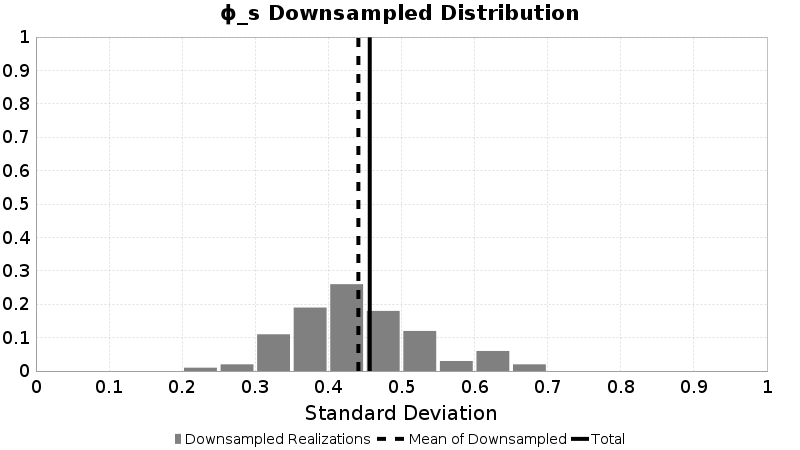 ϕ_s Downsampled Distribution
1
0.9
0.8
0.7
0.6
0.5
0.4
0.3
0.2
0.1
0
0 0.1 0.2 0.3 0.4 0.5 0.6 0.7 0.8 0.9 1
Standard Deviation
Downsampled Realizations Mean of Downsampled Total